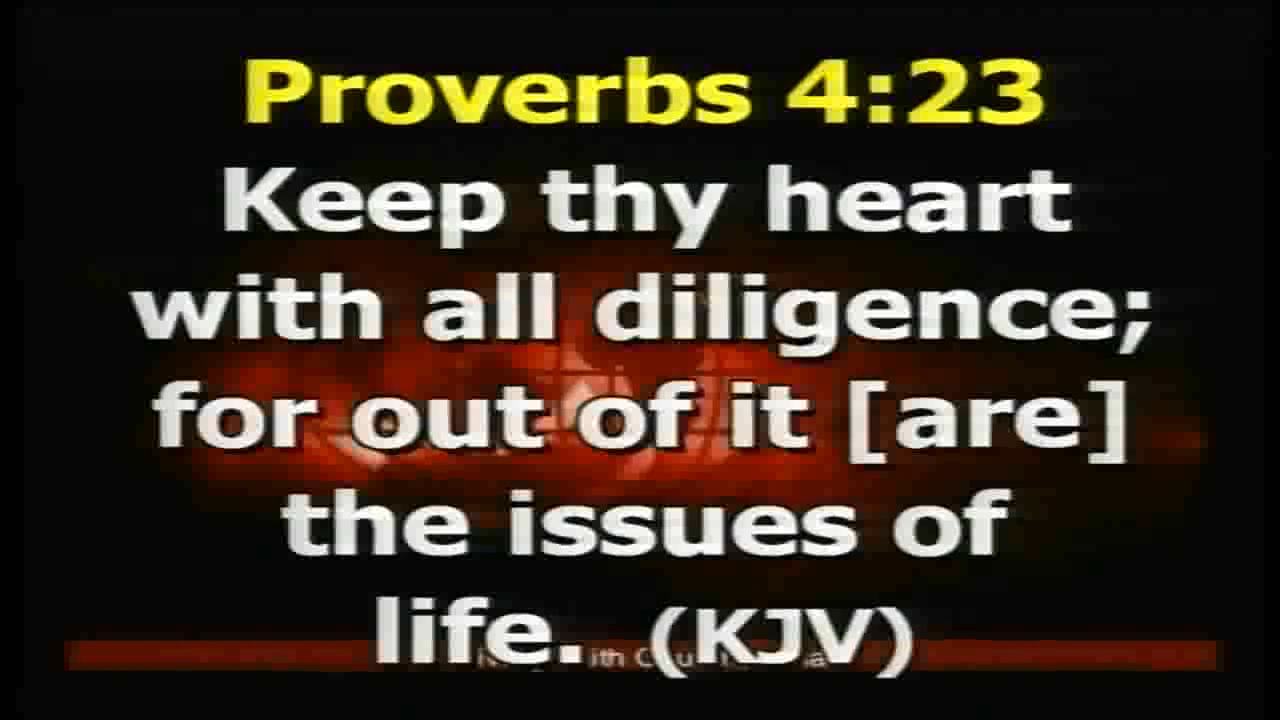 Proverbs 4:23
Keep thy heart
with all diligence;
for out of it [are]
the issues of
life. (KJV)